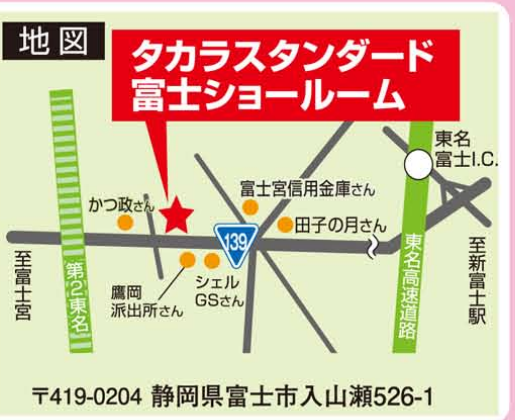 地図
タカラスタンダード
富士ショールーム
東名
富士I.C.
富士宮信用金庫さん
かつ政さん
田子の月さん
139
至富士宮
第2東名
鷹岡
派出所さん
シェル
GSさん
東名高速道路
至新富士駅
〒419-0204 静岡県富士市入山瀬526-1